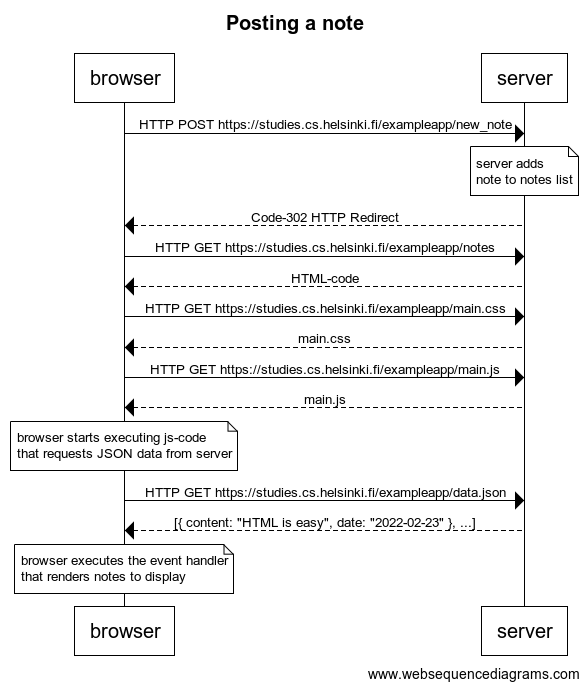 Posting a note
browser
server
HTTP POST https://studies.cs.helsinki.fi/exampleapp/new_note
server adds
note to notes list
Code-302 HTTP Redirect
HTTP GET https://studies.cs.helsinki.fi/exampleapp/notes
HTML-code
HTTP GET https://studies.cs.helsinki.fi/exampleapp/main.css
main.css
HTTP GET https://studies.cs.helsinki.fi/exampleapp/main.js
main.js
browser starts executing js-code
that requests JSON data from server
HTTP GET https://studies.cs.helsinki.fi/exampleapp/data.json
[{ content: "HTML is easy", date: "2022-02-23" }, ...]
browser executes the event handler
that renders notes to display
browser
server
www.websequencediagrams.com